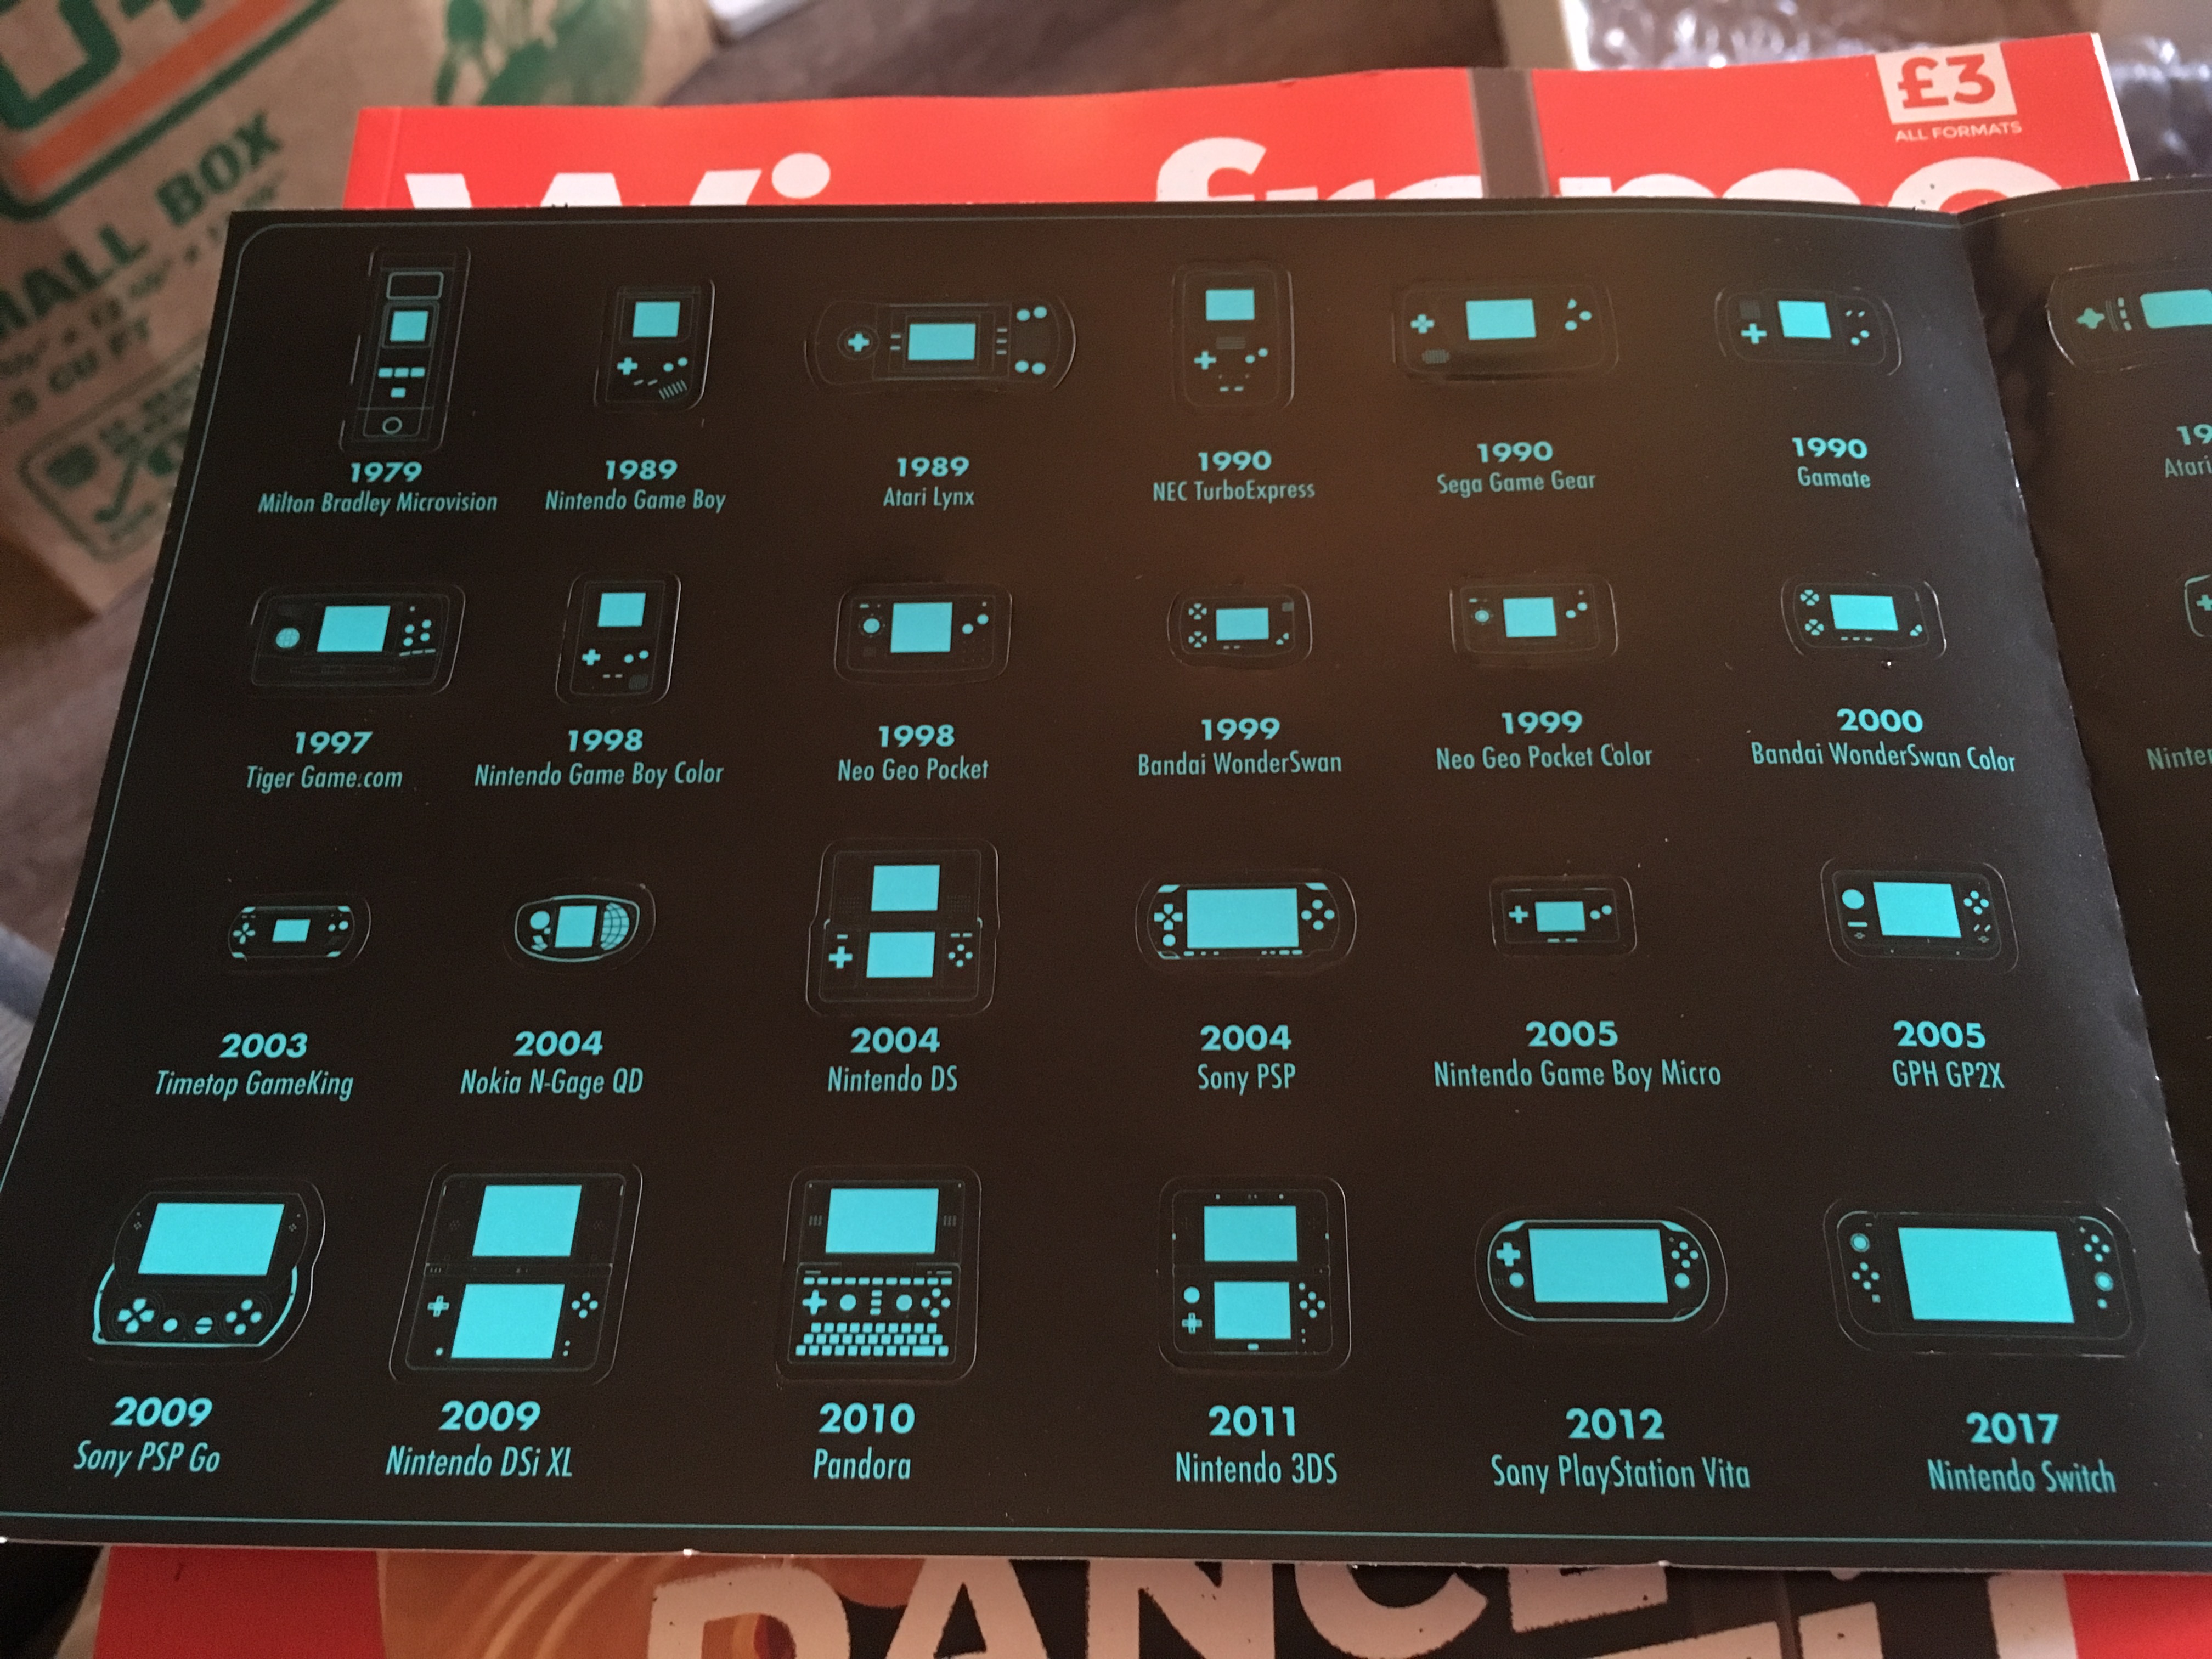 £3
ALL FORMATS
SMALL BOX
CU FT
1979
Milton Bradley Microvision
1989
Nintendo Game Boy
1989
Atari Lynx
1990
NEC TurboExpress
1990
Sega Game Gear
1990
Gamate
Atari
1997
Tiger Game.com
1998
Nintendo Game Boy Color
1998
Neo Geo Pocket
1999
Bandai WonderSwan
1999
Neo Geo Pocket Color
2000
Bandai WonderSwan Color
2003
Timetop GameKing
2004
Nokia N-Gage QD
2004
Nintendo DS
2004
Sony PSP
2005
Nintendo Game Boy Micro
2005
GPH GP2X
2009
Sony PSP Go
2009
Nintendo DSi XL
2010
Pandora
2011
Nintendo 3DS
2012
Sony PlayStation Vita
2017
Nintendo Switch
DANCE